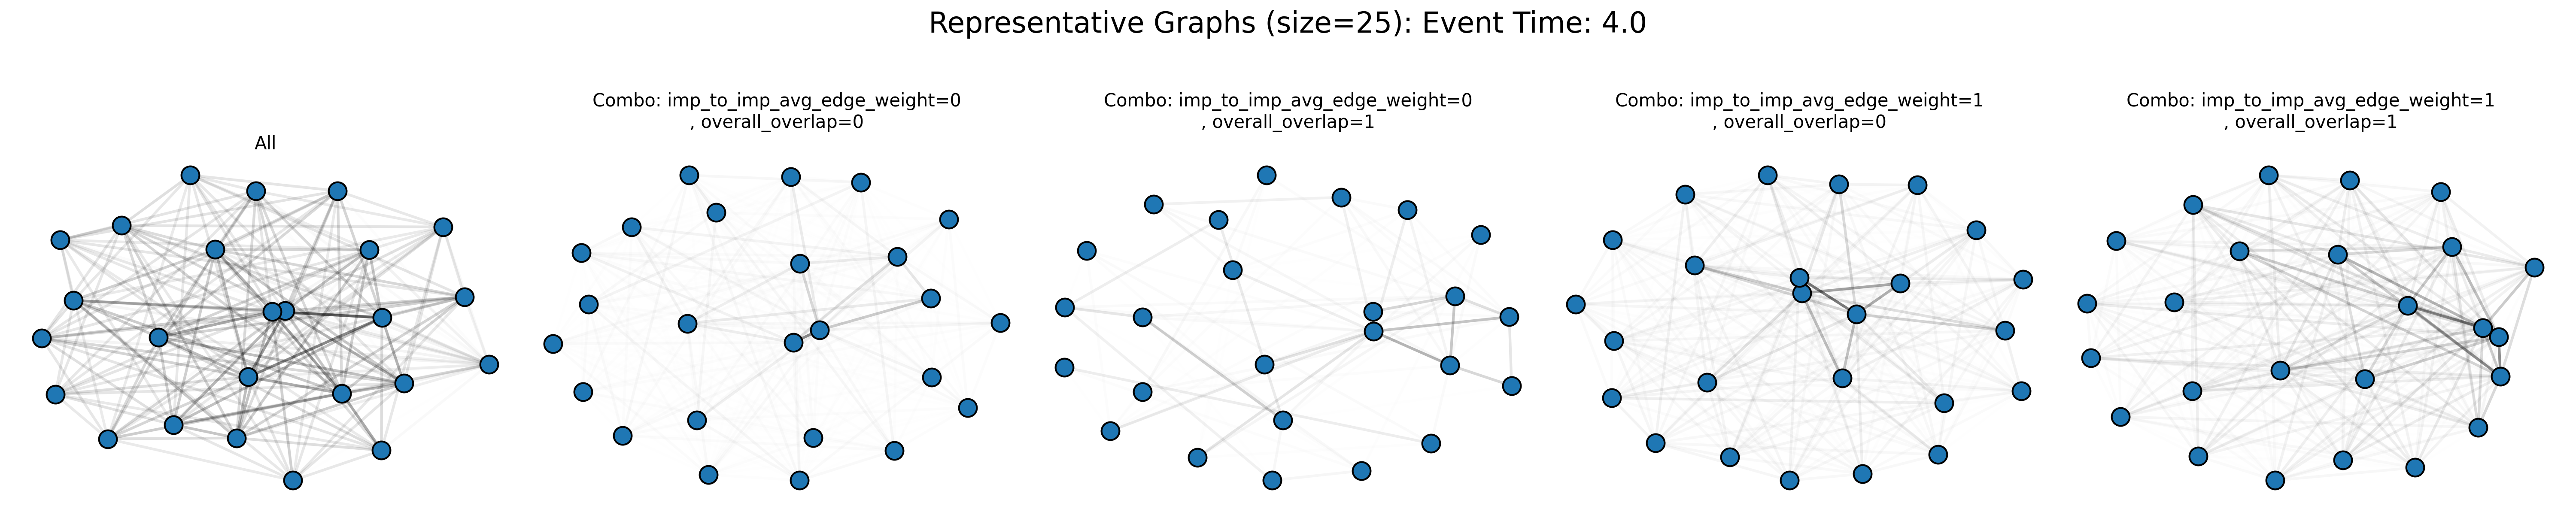 Representative Graphs (size=25): Event Time: 4.0
All
Combo: imp_to_imp_avg_edge_weight=0
, overall_overlap=0
Combo: imp_to_imp_avg_edge_weight=0
, overall_overlap=1
Combo: imp_to_imp_avg_edge_weight=1
, overall_overlap=0
Combo: imp_to_imp_avg_edge_weight=1
, overall_overlap=1